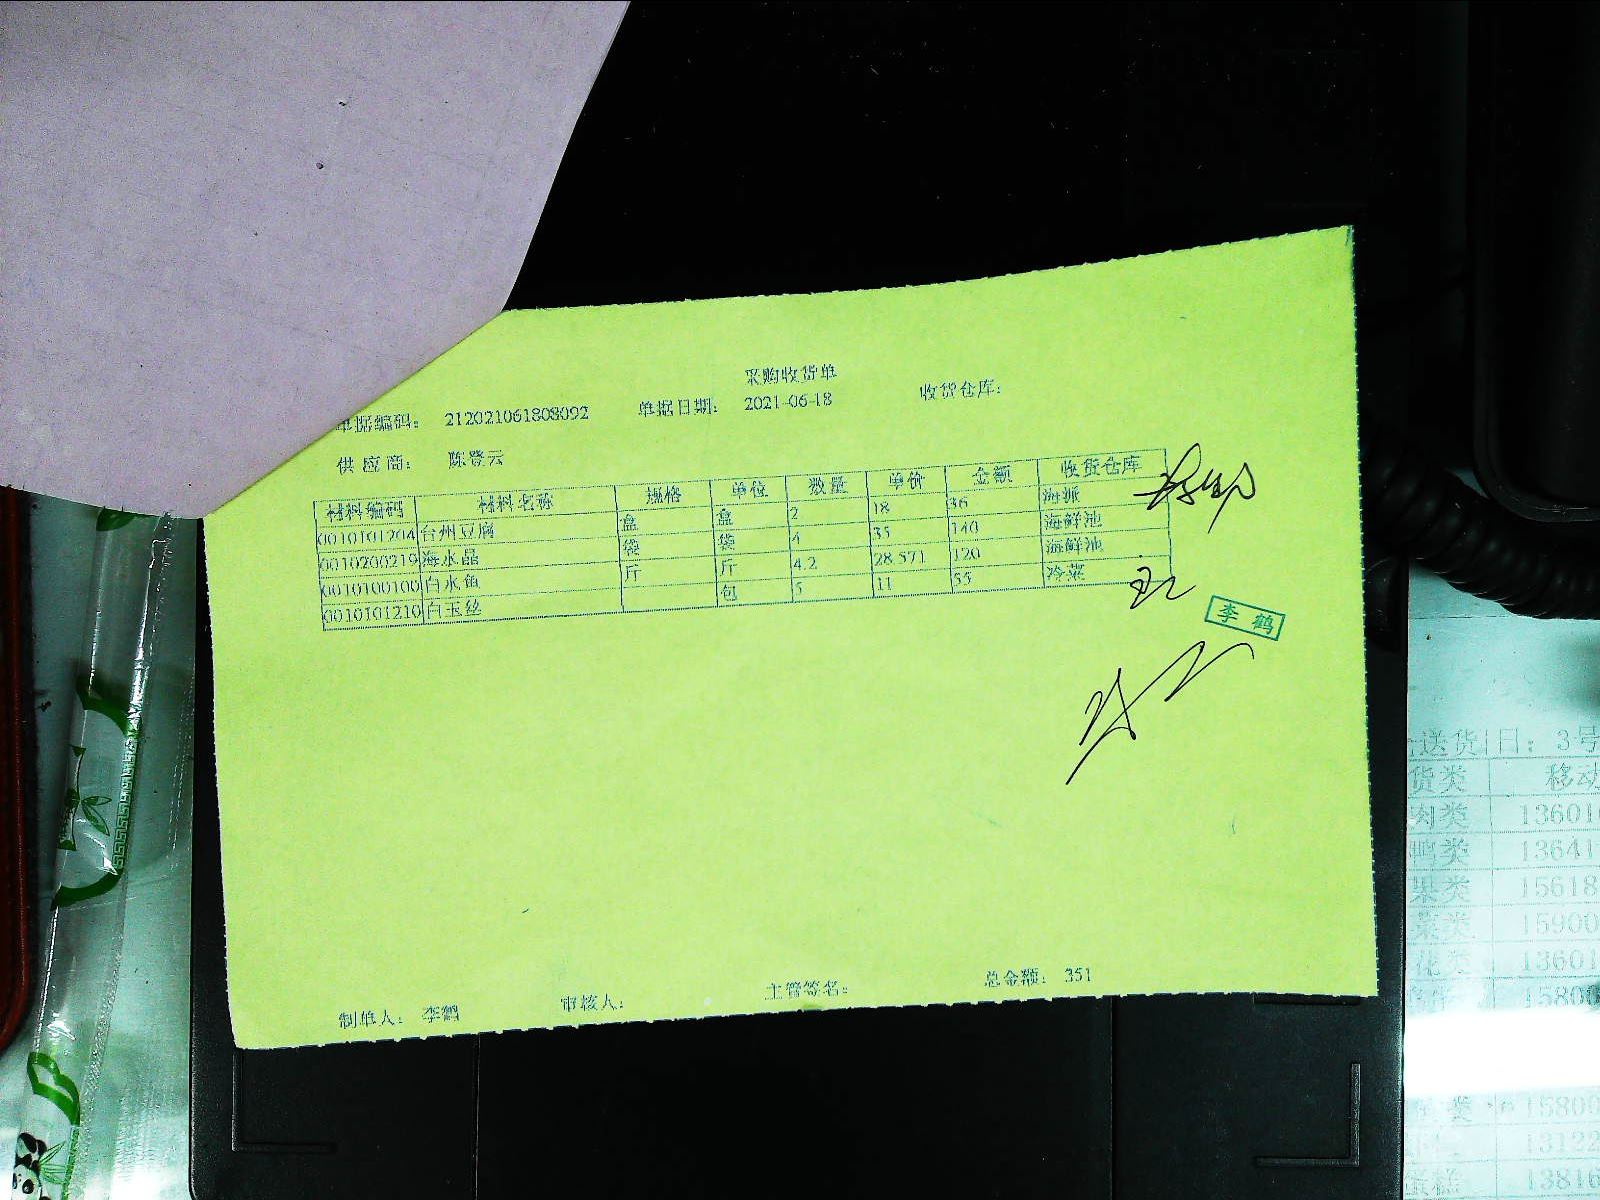 采购收货单
单据编码： 212021061808092 单据日期： 2021-06-18 收货仓库：
供应商： 陈登云
材料编码 材料名称 规格 单位 数量 单价 金额 收货仓库
0010101204 台州豆腐 盒 盒 2 18 36 海派
0010200219 海水晶 袋 袋 4 35 140 海鲜池
0010100100 白水鱼 斤 斤 4.2 28.571 120 海鲜池
0010101210 白玉丝 包 5 11 55 冷菜
李鹤
制单人： 李鹤 审核人： 主管签名： 总金额： 351
送货日：3号
货类 移动
肉类 13601
鸭类 13641
果类 15618
菜类 15900
花类 13601
15800
类 15800
13122
蛋糕 13816